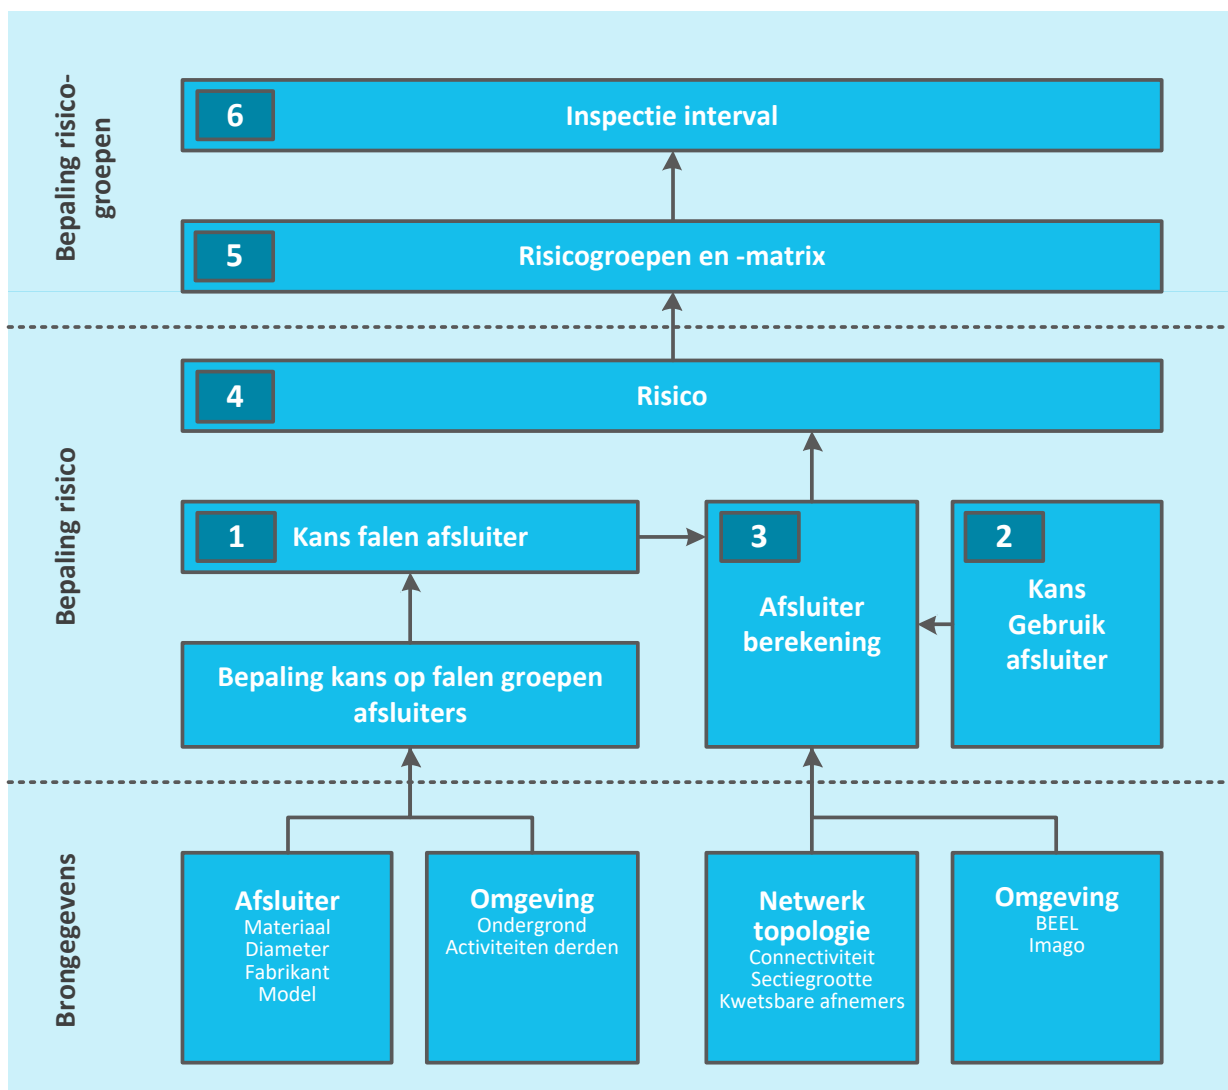 Bepaling risico-
groepen
6
Inspectie interval
5
Risicogroepen en -matrix
Bepaling risico
4
Risico
1
Kans falen afsluiter
3
Afsluiter
berekening
2
Kans
Gebruik
afsluiter
Bepaling kans op falen groepen
afsluiters
Brongegevens
Afsluiter
Materiaal
Diameter
Fabrikant
Model
Omgeving
Ondergrond
Activiteiten derden
Netwerk
topologie
Connectiviteit
Sectiegrootte
Kwetsbare afnemers
Omgeving
BEEL
Imago